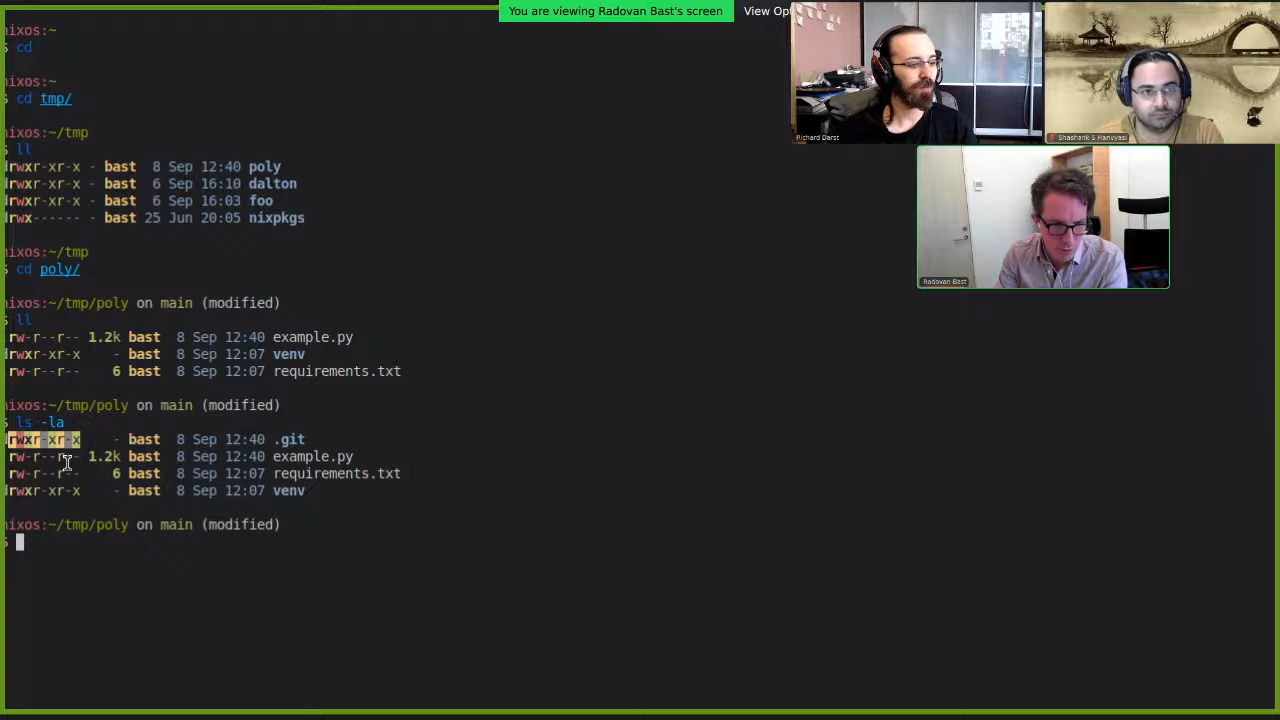 You are viewing Radovan Bast's screen View Opt
nixos:~
$ cd
nixos:~
$ cd tmp/
nixos:~/tmp
$ ll
drwxr-xr-x - bast 8 Sep 12:40 poly
drwxr-xr-x - bast 6 Sep 16:10 dalton
drwxr-xr-x - bast 6 Sep 16:03 foo
drwx------ - bast 25 Jun 20:05 nixpkgs
nixos:~/tmp
$ cd poly/
nixos:~/tmp/poly on main (modified)
$ ll
rw-r--r-- 1.2k bast 8 Sep 12:40 example.py
drwxr-xr-x - bast 8 Sep 12:07 venv
rw-r--r-- 6 bast 8 Sep 12:07 requirements.txt
nixos:~/tmp/poly on main (modified)
$ ls -la
drwxr-xr-x - bast 8 Sep 12:40 .git
rw-r--r-- 1.2k bast 8 Sep 12:40 example.py
rw-r--r-- 6 bast 8 Sep 12:07 requirements.txt
drwxr-xr-x - bast 8 Sep 12:07 venv
nixos:~/tmp/poly on main (modified)
$
Richard Darst
Shashank S Harivyasi
Radovan Bast